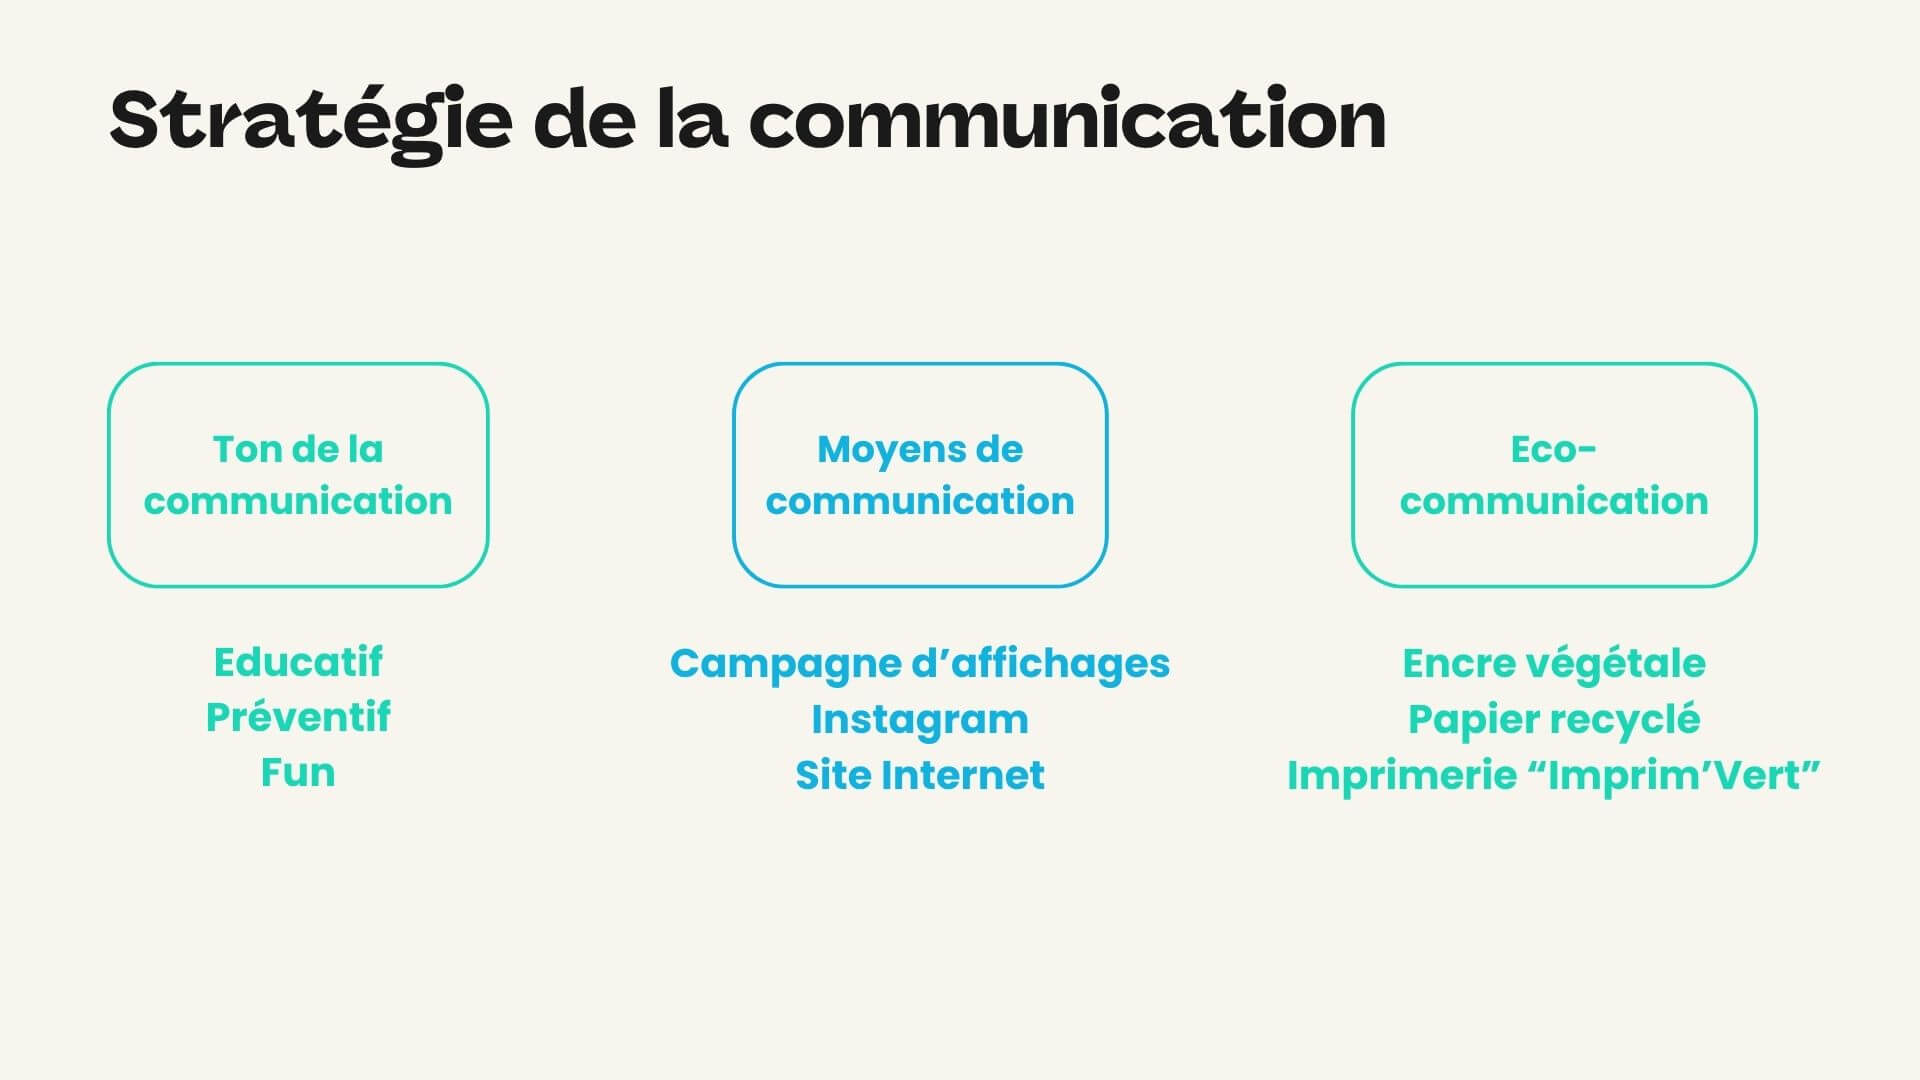 Stratégie de la communication
Ton de la
communication
Educatif
Préventif
Fun
Moyens de
communication
Campagne d’affichages
Instagram
Site Internet
Eco-
communication
Encre végétale
Papier recyclé
Imprimerie “Imprim’Vert”